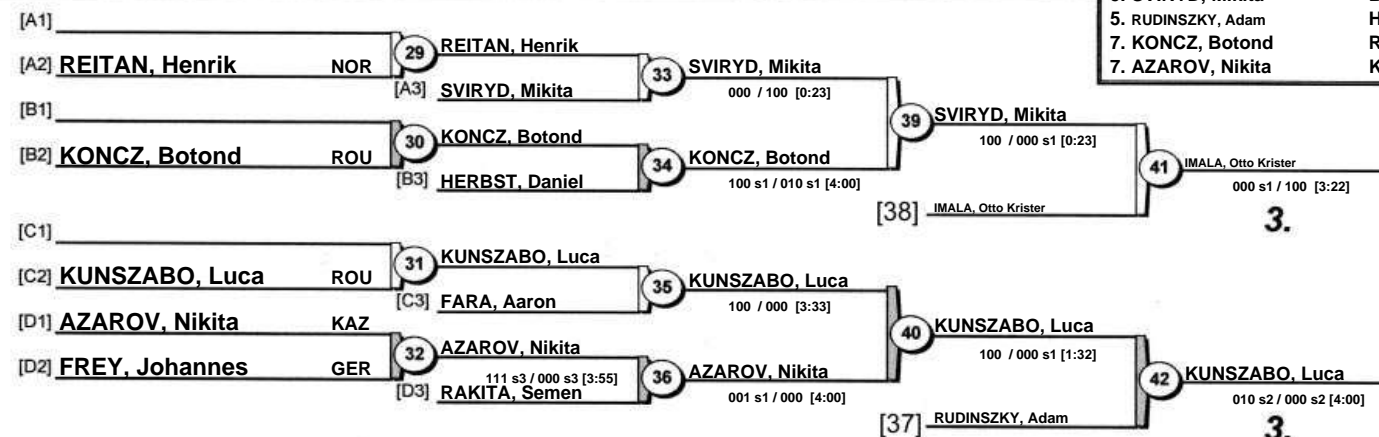 5. RUDINSZKY, Adam H
7. KONCZ, Botond R
7. AZAROV, Nikita K
[A1]
[A2] REITAN, Henrik NOR
29 REITAN, Henrik
[A3] SVIRYD, Mikita
33 SVIRYD, Mikita
000 / 100 [0:23]
[B1]
[B2] KONCZ, Botond ROU
30 KONCZ, Botond
[B3] HERBST, Daniel
34 KONCZ, Botond
100 s1 / 010 s1 [4:00]
39 SVIRYD, Mikita
100 / 000 s1 [0:23]
[38] IMALA, Otto Krister
41 IMALA, Otto Krister
000 s1 / 100 [3:22]
3.
[C1]
[C2] KUNSZABO, Luca ROU
31 KUNSZABO, Luca
[C3] FARA, Aaron
35 KUNSZABO, Luca
100 / 000 [3:33]
[D1] AZAROV, Nikita KAZ
[D2] FREY, Johannes GER
32 AZAROV, Nikita
111 s3 / 000 s3 [3:55]
[D3] RAKITA, Semen
36 AZAROV, Nikita
001 s1 / 000 [4:00]
40 KUNSZABO, Luca
100 / 000 s1 [1:32]
[37] RUDINSZKY, Adam
42 KUNSZABO, Luca
010 s2 / 000 s2 [4:00]
3.